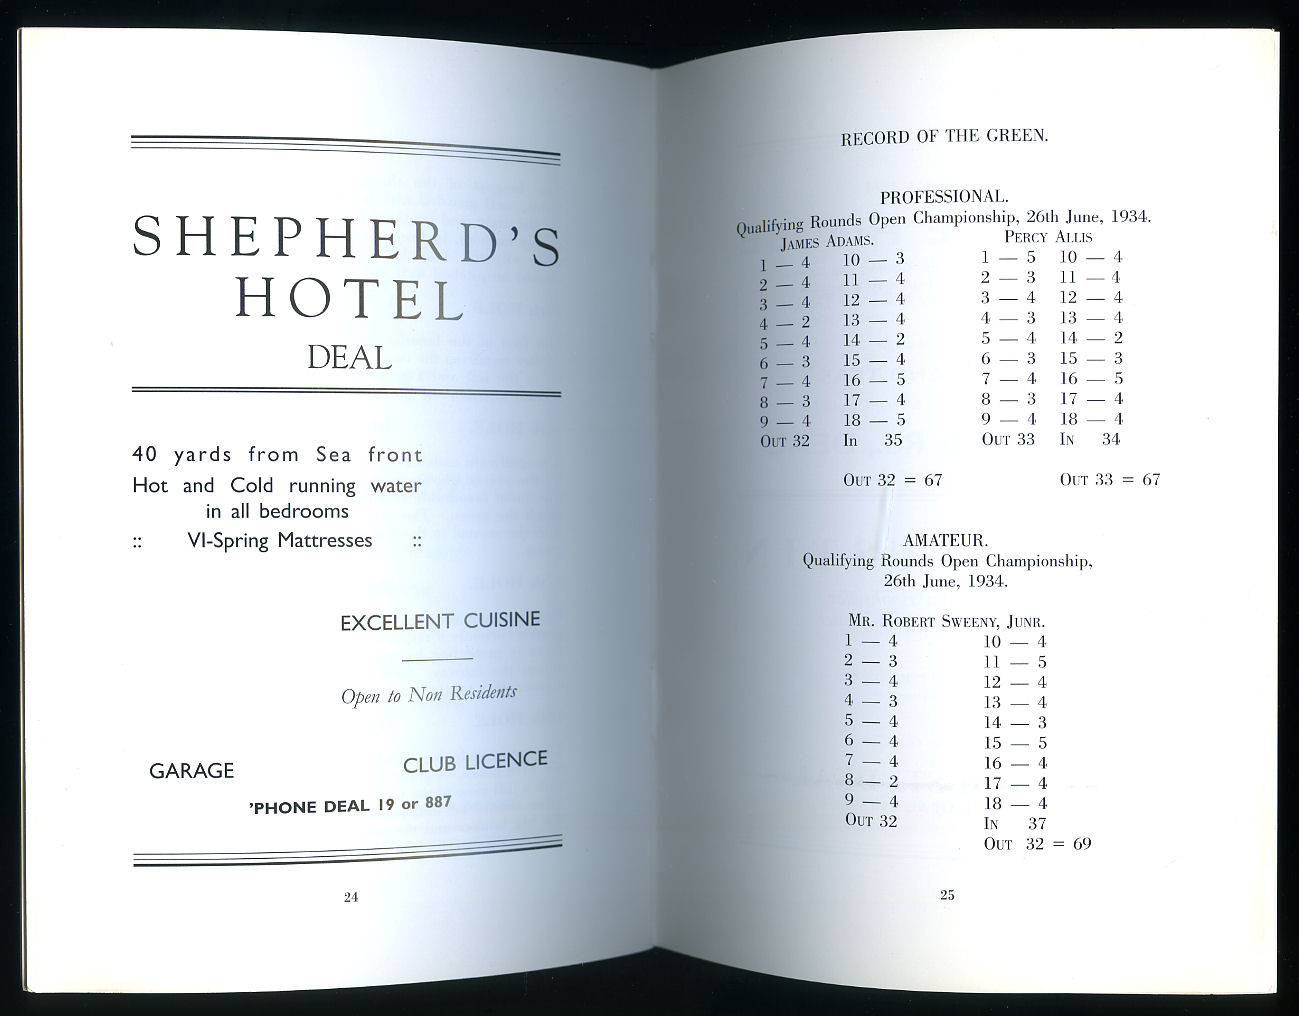 SHEPHERD'S
HOTEL
DEAL
40 yards from Sea front
Hot and Cold running water
in all bedrooms
:: VI-Spring Mattresses ::
EXCELLENT CUISINE
Open to Non Residents
GARAGE CLUB LICENCE
'PHONE DEAL 19 or 887
24
RECORD OF THE GREEN.
PROFESSIONAL.
Qualifying Rounds Open Championship, 26th June, 1934.
JAMES ADAMS. PERCY ALLIS
1 — 4 10 — 3 1 — 5 10 — 4
2 — 4 11 — 4 2 — 3 11 — 4
3 — 4 12 — 4 3 — 4 12 — 4
4 — 2 13 — 4 4 — 3 13 — 4
5 — 4 14 — 2 5 — 4 14 — 2
6 — 3 15 — 4 6 — 3 15 — 3
7 — 4 16 — 5 7 — 4 16 — 5
8 — 3 17 — 4 8 — 3 17 — 4
9 — 4 18 — 5 9 — 4 18 — 4
OUT 32 In 35 OUT 33 IN 34
OUT 32 = 67 OUT 33 = 67
AMATEUR.
Qualifying Rounds Open Championship,
26th June, 1934.
MR. ROBERT SWEENY, JUNR.
1 — 4 10 — 4
2 — 3 11 — 5
3 — 4 12 — 4
4 — 3 13 — 4
5 — 4 14 — 3
6 — 4 15 — 5
7 — 4 16 — 4
8 — 2 17 — 4
9 — 4 18 — 4
OUT 32 IN 37
OUT 32 = 69
25